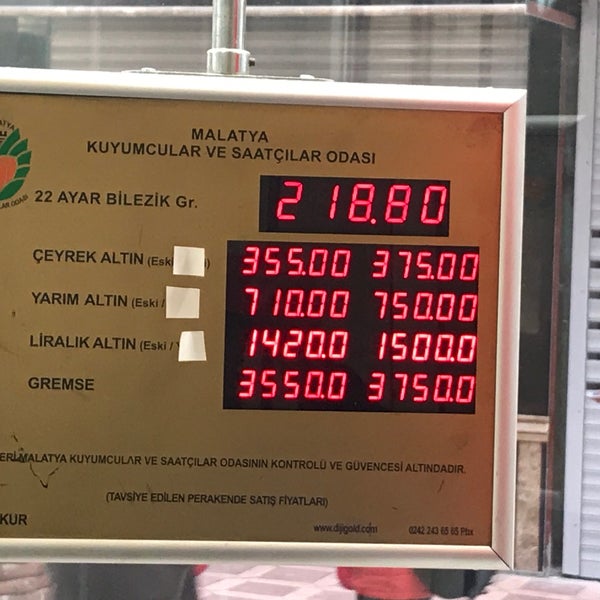 MALATYA
KUYUMCULAR VE SAATÇILAR ODASI
22 AYAR BİLEZİK Gr. 218.80
ÇEYREK ALTIN (Eski 355.00 375.00
YARIM ALTIN (Eski / 710.00 750.00
LİRALIK ALTIN (Eski / 1420.0 1500.0
GREMSE 3550.0 3750.0
MALATYA KUYUMCULAR VE SAATÇILAR ODASININ KONTROLÜ VE GÜVENCESİ ALTINDADIR.
(TAVSİYE EDİLEN PERAKENDE SATIŞ FİYATLARI)
KUR
www.dijigold.com 0242 243 65 65 Pbx